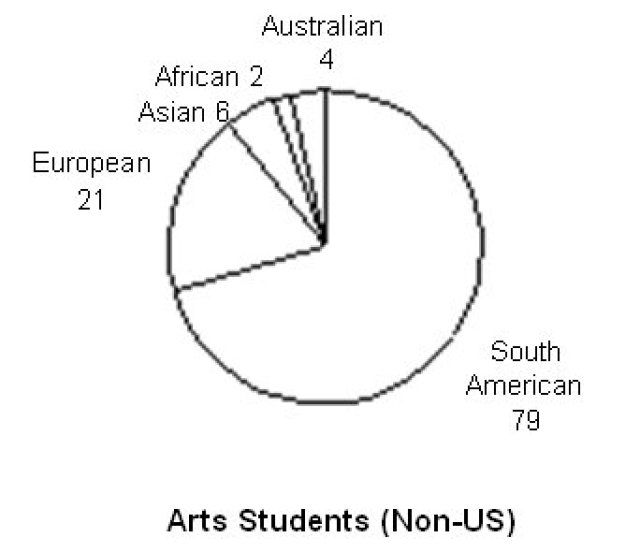 Australian
4
African 2
Asian 6
European
21
South
American
79
Arts Students (Non-US)